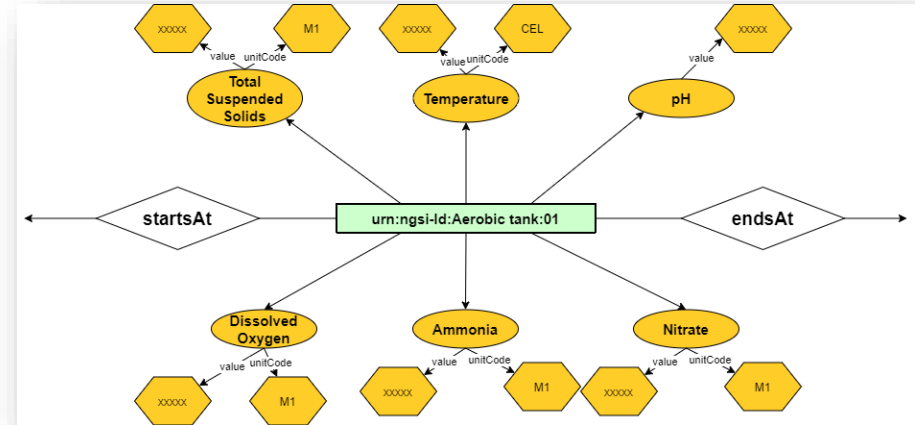 xxxxx
M1
xxxxx
CEL
xxxxx
value
unitCode
value
unitCode
value
Total
Suspended
Solids
Temperature
pH
startsAt
urn:ngsi-ld:Aerobic tank:01
endsAt
Dissolved
Oxygen
Ammonia
Nitrate
value
unitCode
value
unitCode
value
unitCode
xxxxx
M1
xxxxx
M1
xxxxx
M1